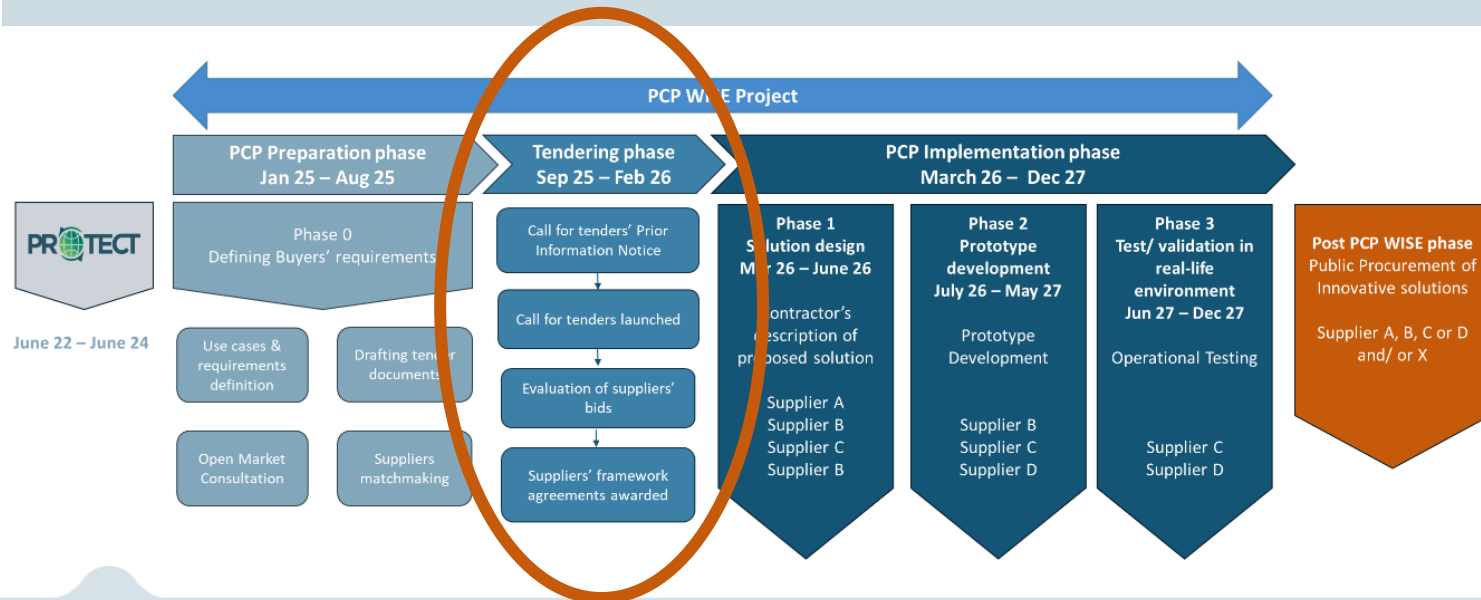 PCP WISE Project
PCP Preparation phase
Jan 25 – Aug 25
Tendering phase
Sep 25 – Feb 26
PCP Implementation phase
March 26 – Dec 27
PROTECT
June 22 – June 24
Phase 0
Defining Buyers’ requirements
Use cases &
requirements
definition
Drafting tender
documents
Open Market
Consultation
Suppliers
matchmaking
Call for tenders’ Prior
Information Notice
Call for tenders launched
Evaluation of suppliers’
bids
Suppliers’ framework
agreements awarded
Phase 1
Solution design
Mar 26 – June 26
Contractor’s
description of
proposed solution
Supplier A
Supplier B
Supplier C
Supplier B
Phase 2
Prototype
development
July 26 – May 27
Prototype
Development
Supplier B
Supplier C
Supplier D
Phase 3
Test/ validation in
real-life
environment
Jun 27 – Dec 27
Operational Testing
Supplier C
Supplier D
Post PCP WISE phase
Public Procurement of
Innovative solutions
Supplier A, B, C or D
and/ or X